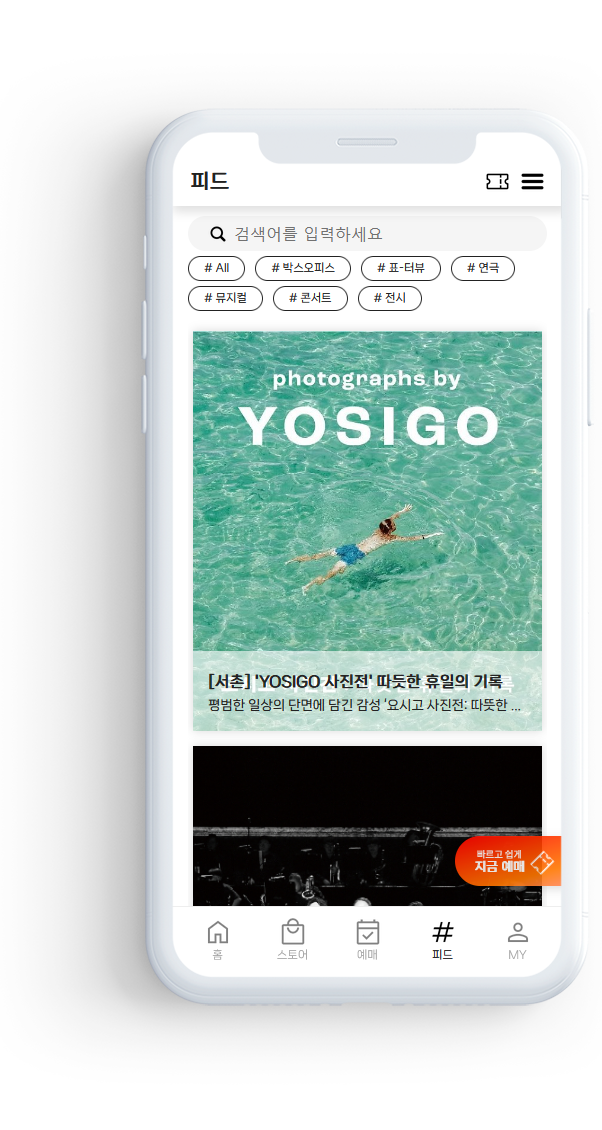 피드
검색어를 입력하세요
# All
# 박스오피스
# 표-터뷰
# 연극
# 뮤지컬
# 콘서트
# 전시
photographs by
YOSIGO
[서촌] 'YOSIGO 사진전' 따듯한 휴일의 기록
평범한 일상의 단면에 담긴 감성 '요시고 사진전: 따뜻한 ...
빠르고 쉽게
지금 예매
홈
스토어
예매
피드
MY